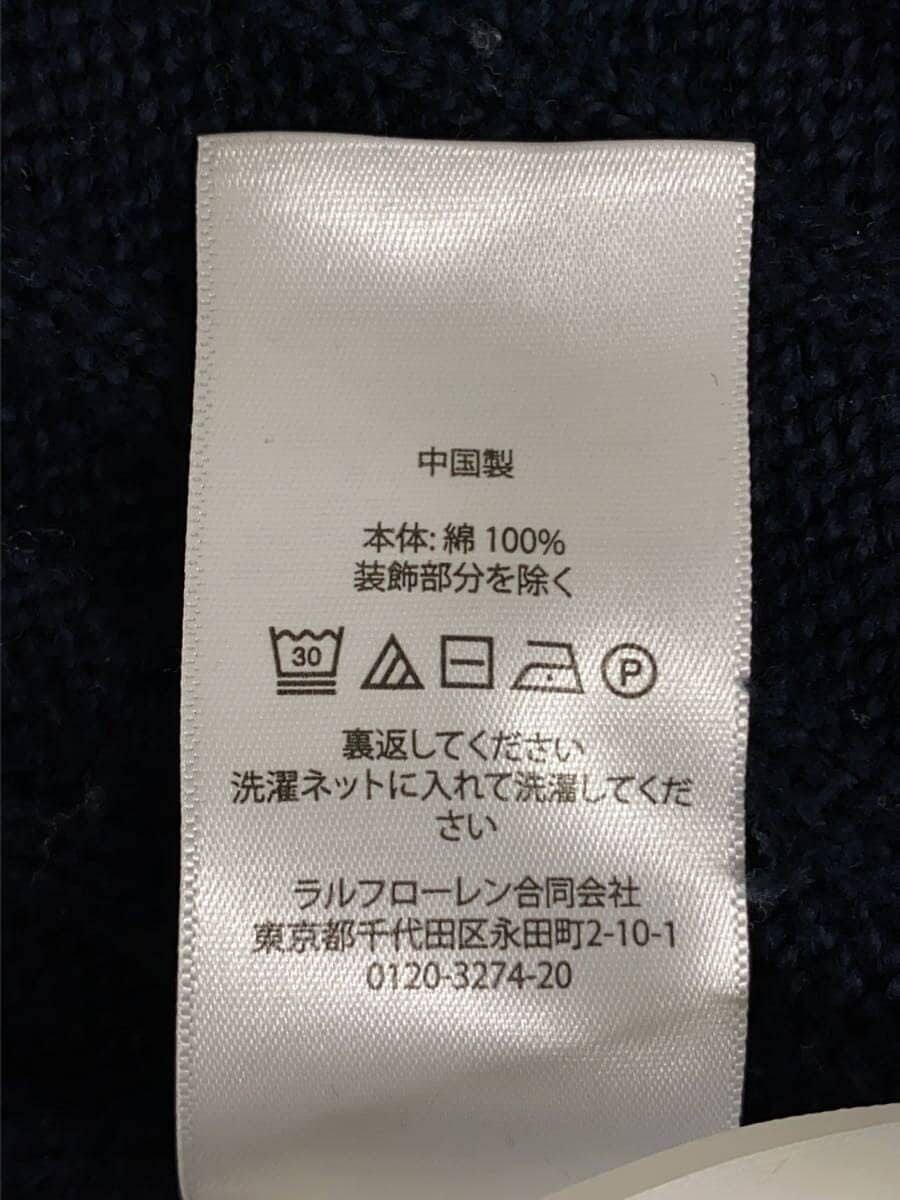 中国製
本体: 綿 100%
装飾部分を除く
30
P
裏返してください
洗濯ネットに入れて洗濯してくだ
さい
ラルフローレン合同会社
東京都千代田区永田町2-10-1
0120-3274-20